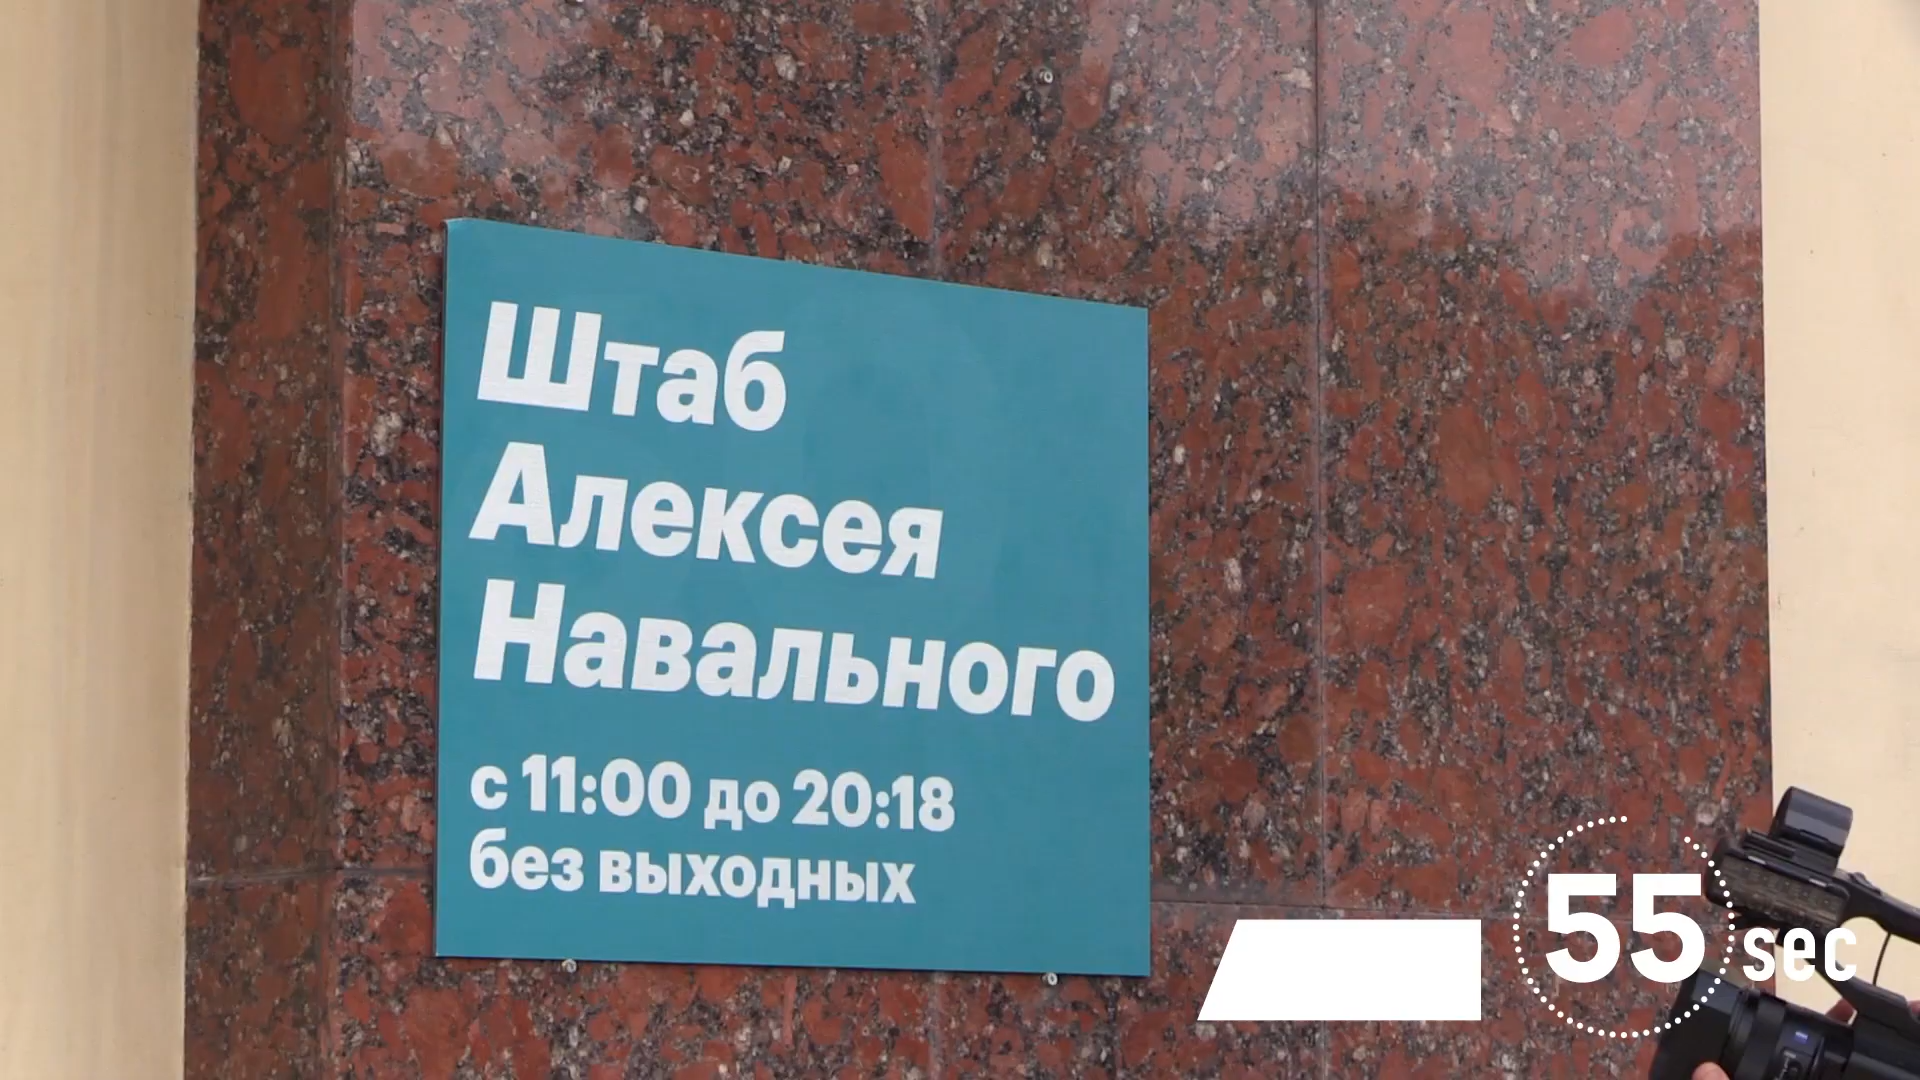 Штаб
Алексея
Навального
с 11:00 до 20:18
без выходных
55 sec